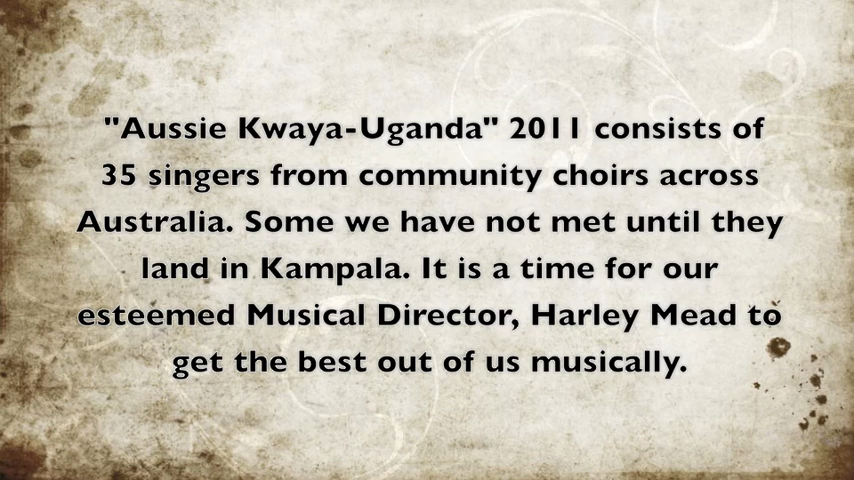 "Aussie Kwaya-Uganda" 2011 consists of
35 singers from community choirs across
Australia. Some we have not met until they
land in Kampala. It is a time for our
esteemed Musical Director, Harley Mead to
get the best out of us musically.